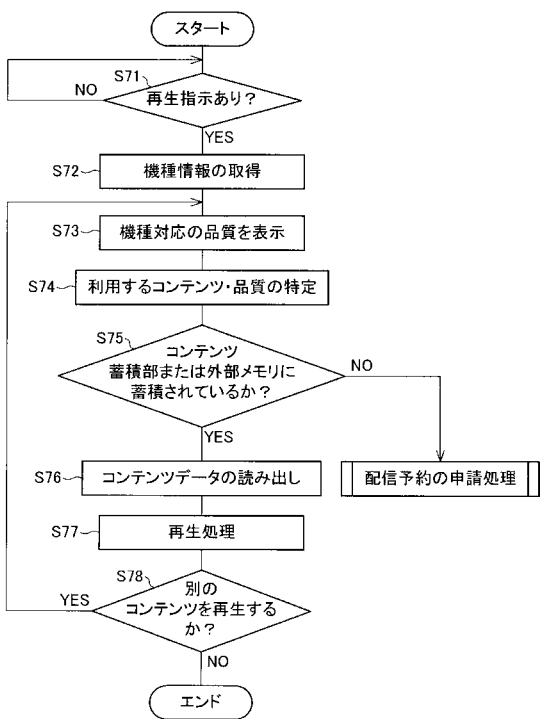 スタート
S71
再生指示あり？
NO
YES
S72
機種情報の取得
S73
機種対応の品質を表示
S74
利用するコンテンツ・品質の特定
S75
コンテンツ
蓄積部または外部メモリに
蓄積されているか？
NO
YES
S76
コンテンツデータの読み出し
配信予約の申請処理
S77
再生処理
S78
別の
コンテンツを再生する
か？
YES
NO
エンド